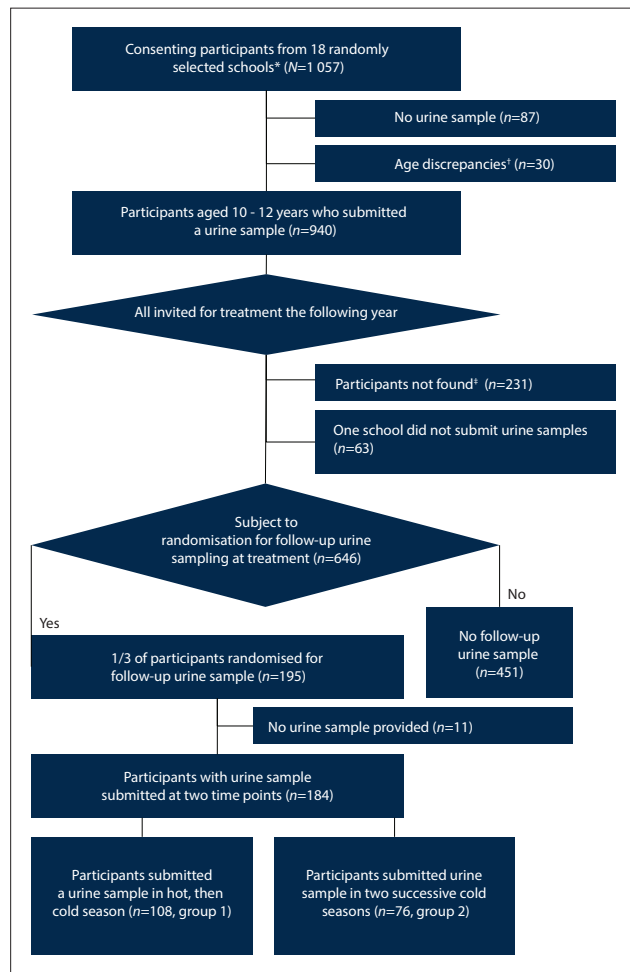 Consenting participants from 18 randomly
selected schools* (N=1 057)
No urine sample (n=87)
Age discrepancies† (n=30)
Participants aged 10 - 12 years who submitted
a urine sample (n=940)
All invited for treatment the following year
Participants not found‡ (n=231)
One school did not submit urine samples
(n=63)
Subject to
randomisation for follow-up urine
sampling at treatment (n=646)
Yes
No
1/3 of participants randomised for
follow-up urine sample (n=195)
No follow-up
urine sample
(n=451)
No urine sample provided (n=11)
Participants with urine sample
submitted at two time points (n=184)
Participants submitted
a urine sample in hot, then
cold season (n=108, group 1)
Participants submitted urine
sample in two successive cold
seasons (n=76, group 2)